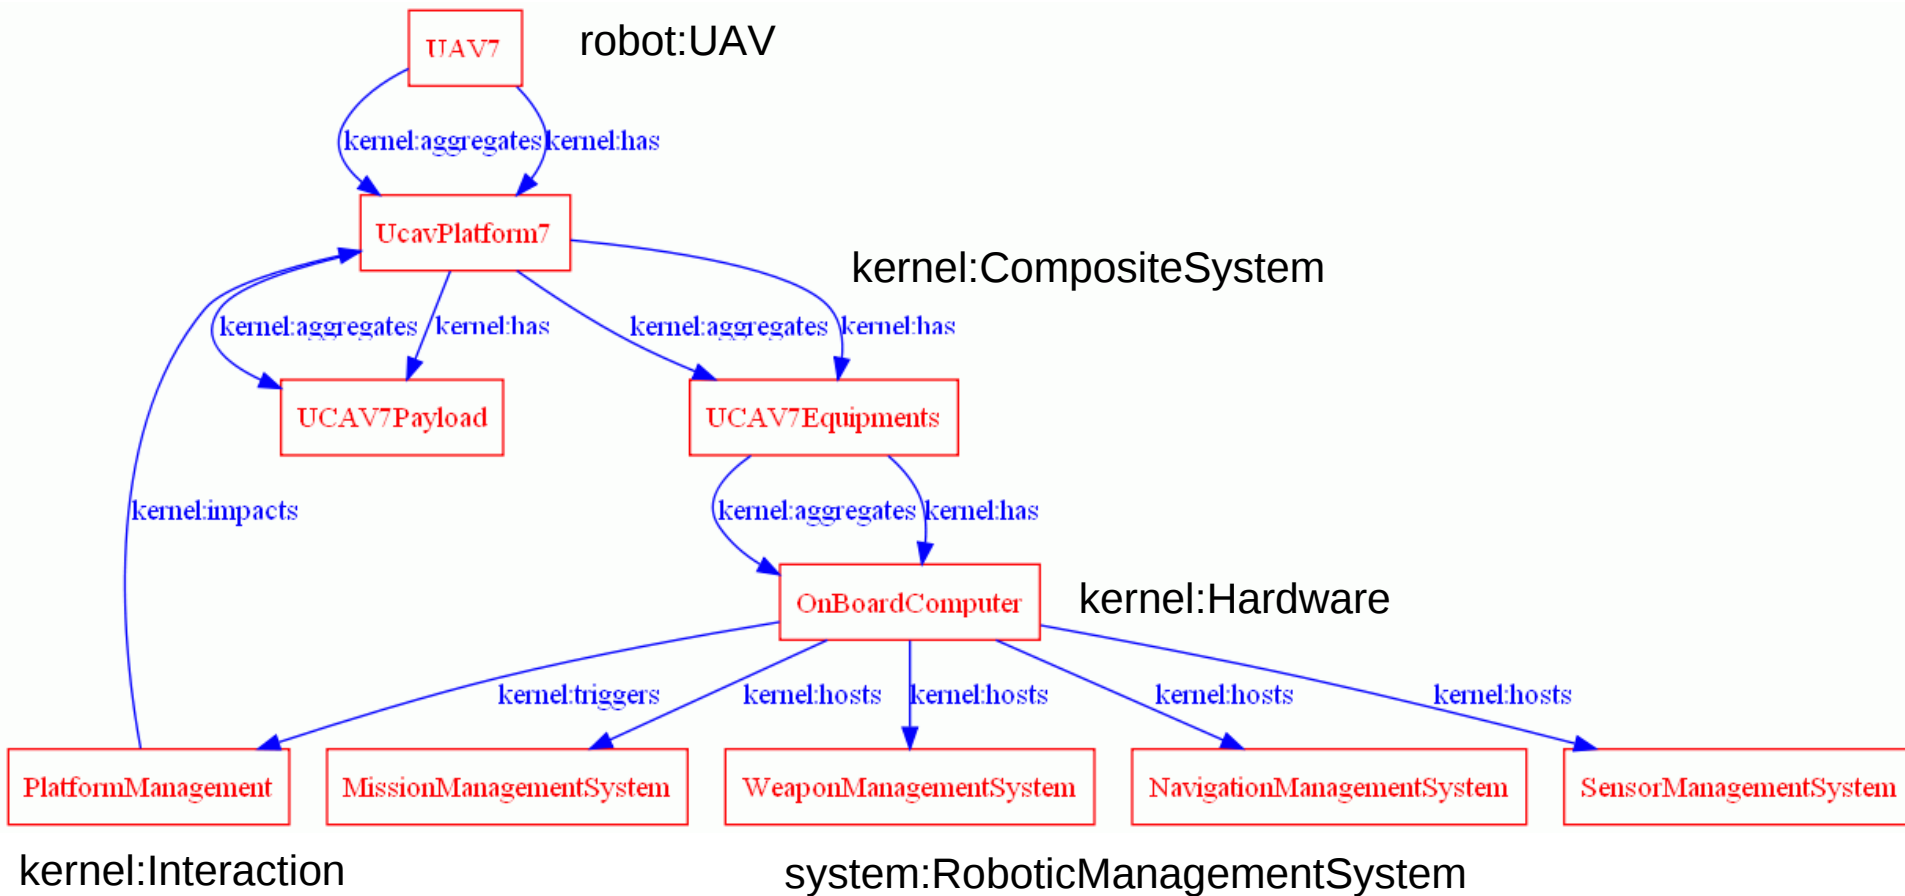 UAV7
robot:UAV
kernel:aggregates
kernel:has
UcavPlatform7
kernel:CompositeSystem
kernel:aggregates
kernel:has
kernel:aggregates
kernel:has
UCAV7Payload
UCAV7Equipments
kernel:impacts
kernel:aggregates
kernel:has
OnBoardComputer
kernel:Hardware
kernel:triggers
kernel:hosts
kernel:hosts
kernel:hosts
kernel:hosts
PlatformManagement
MissionManagementSystem
WeaponManagementSystem
NavigationManagementSystem
SensorManagementSystem
kernel:Interaction
system:RoboticManagementSystem